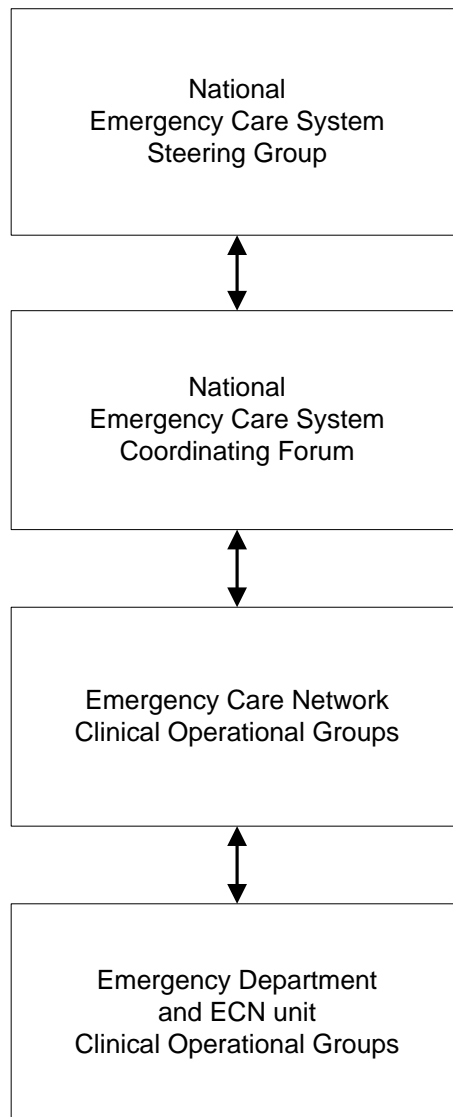 National
Emergency Care System
Steering Group
National
Emergency Care System
Coordinating Forum
Emergency Care Network
Clinical Operational Groups
Emergency Department
and ECN unit
Clinical Operational Groups